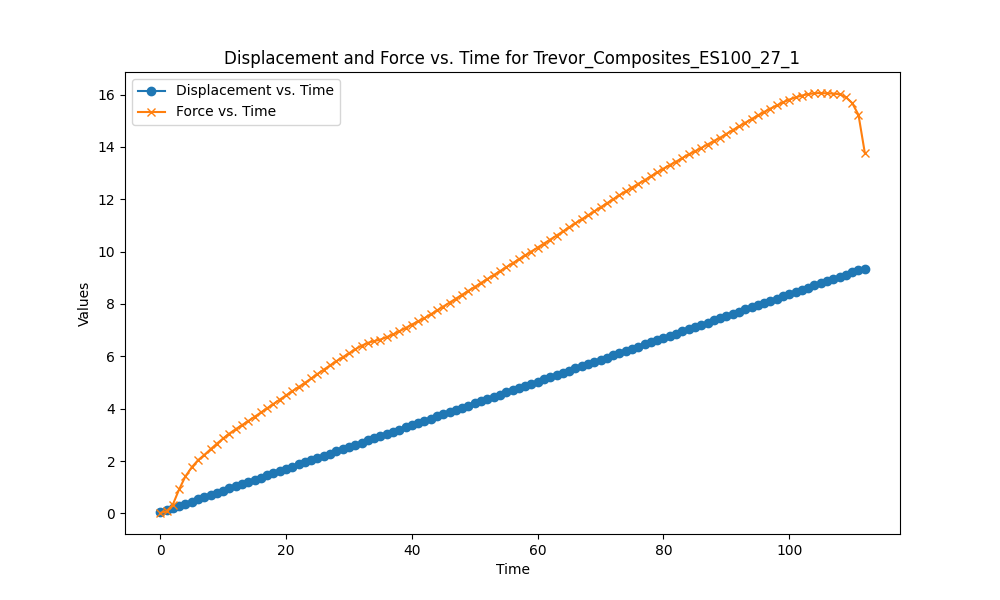 Displacement and Force vs. Time for Trevor_Composites_ES100_27_1
Displacement vs. Time
Force vs. Time
Values
16
14
12
10
8
6
4
2
0
0 20 40 60 80 100
Time